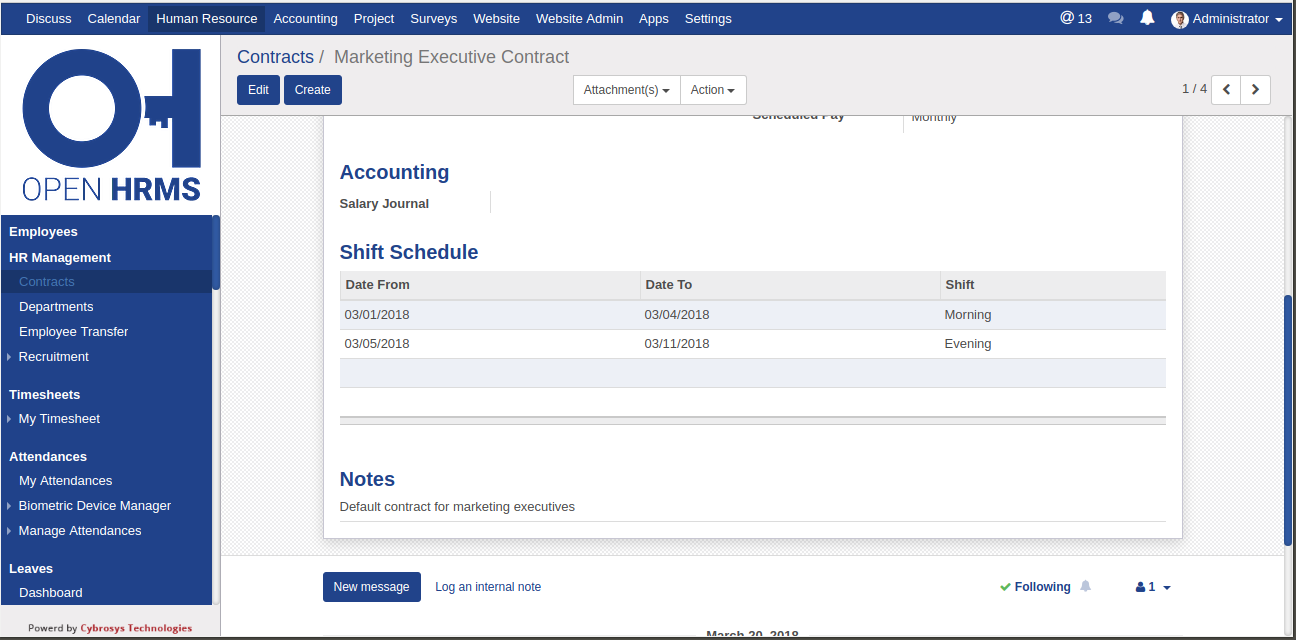 Discuss Calendar Human Resource Accounting Project Surveys Website Website Admin Apps Settings @ 13 Administrator
OPEN HRMS
Employees
HR Management
Contracts
Departments
Employee Transfer
Recruitment
Timesheets
My Timesheet
Attendances
My Attendances
Biometric Device Manager
Manage Attendances
Leaves
Dashboard
Powerd by Cybrosys Technologies
Contracts / Marketing Executive Contract
Edit Create Attachment(s) Action 1 / 4
Scheduled Pay Monthly
Accounting
Salary Journal
Shift Schedule
Date From Date To Shift
03/01/2018 03/04/2018 Morning
03/05/2018 03/11/2018 Evening
Notes
Default contract for marketing executives
New message Log an internal note Following 1
March 20, 2018